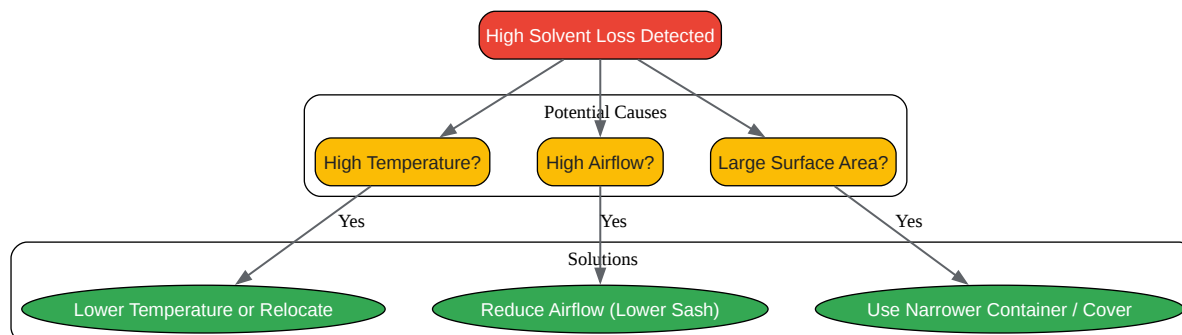 High Solvent Loss Detected
Potential Causes
High Temperature?
High Airflow?
Large Surface Area?
Yes
Yes
Yes
Solutions
Lower Temperature or Relocate
Reduce Airflow (Lower Sash)
Use Narrower Container / Cover